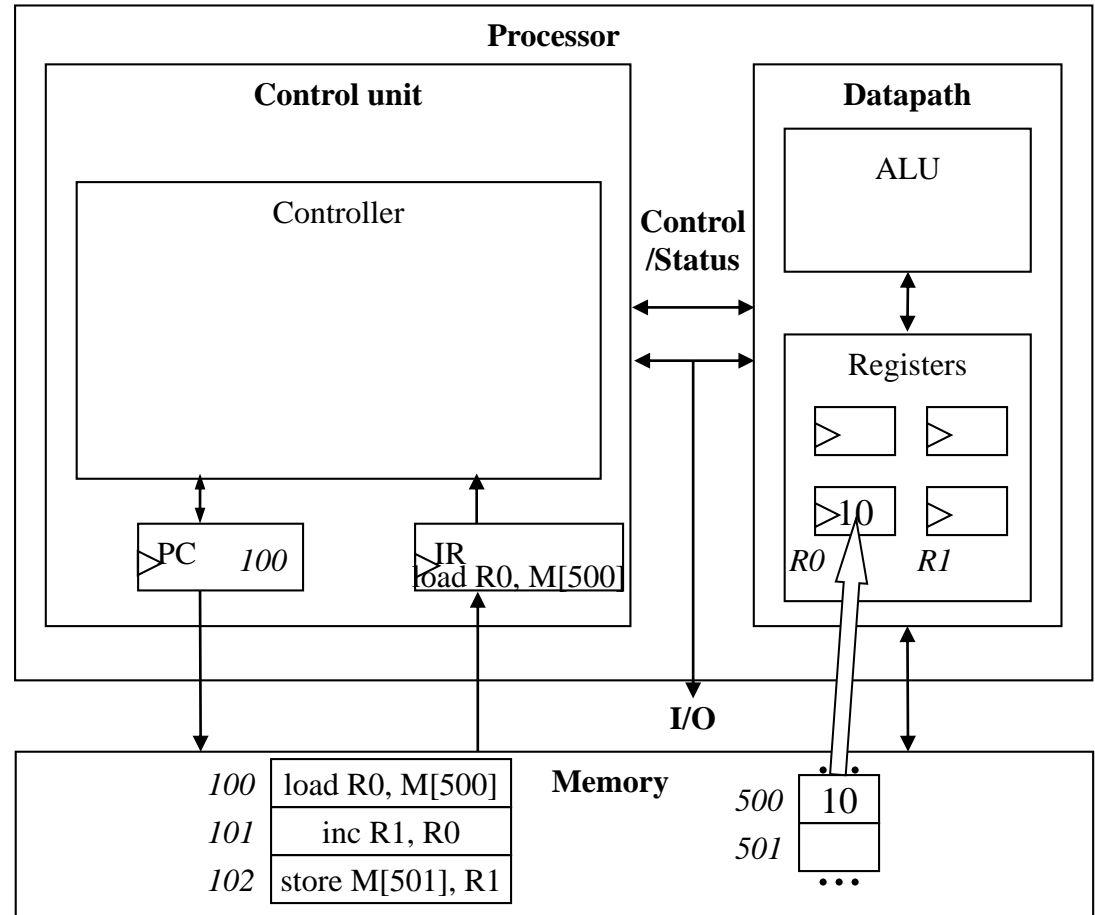 Processor
Control unit
Datapath
ALU
Controller
Control
/Status
Registers
10
R0
R1
PC
100
IR
load R0, M[500]
I/O
Memory
100
load R0, M[500]
101
inc R1, R0
102
store M[501], R1
...
500
10
501
...